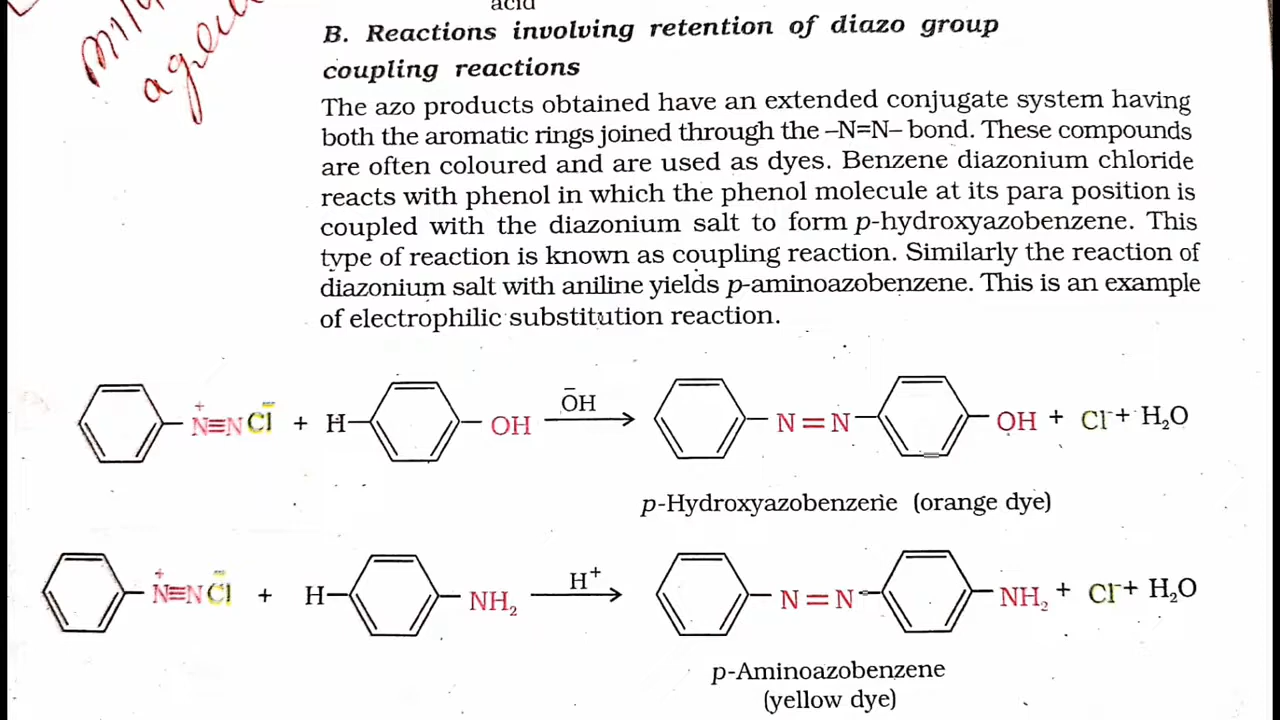 acid
B. Reactions involving retention of diazo group
coupling reactions
The azo products obtained have an extended conjugate system having
both the aromatic rings joined through the –N=N– bond. These compounds
are often coloured and are used as dyes. Benzene diazonium chloride
reacts with phenol in which the phenol molecule at its para position is
coupled with the diazonium salt to form p-hydroxyazobenzene. This
type of reaction is known as coupling reaction. Similarly the reaction of
diazonium salt with aniline yields p-aminoazobenzene. This is an example
of electrophilic substitution reaction.
N⁺≡NCl⁻ + H– –OH —ŌH→ –N=N– –OH + Cl⁻ + H₂O
p-Hydroxyazobenzene (orange dye)
N⁺≡NCl⁻ + H– –NH₂ —H⁺→ –N=N– –NH₂ + Cl⁻ + H₂O
p-Aminoazobenzene
(yellow dye)